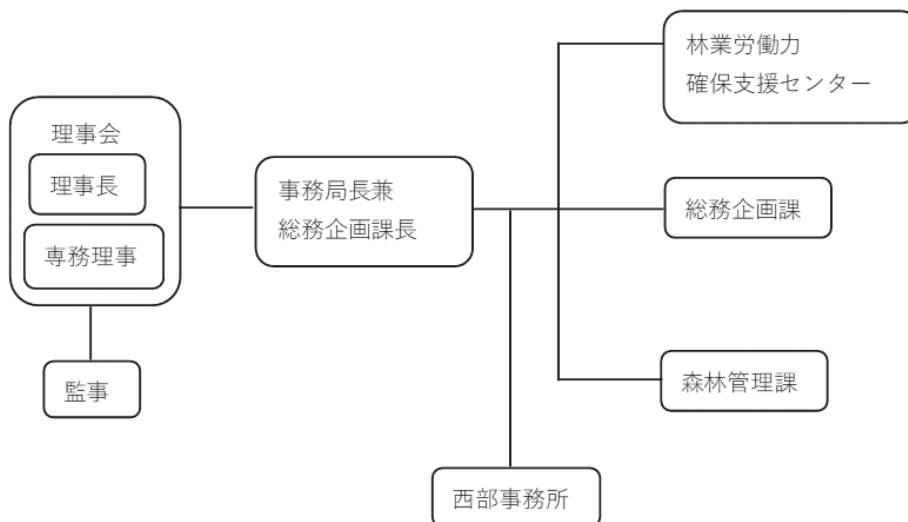 理事会
理事長
専務理事
監事
事務局長兼
総務企画課長
林業労働力
確保支援センター
総務企画課
森林管理課
西部事務所